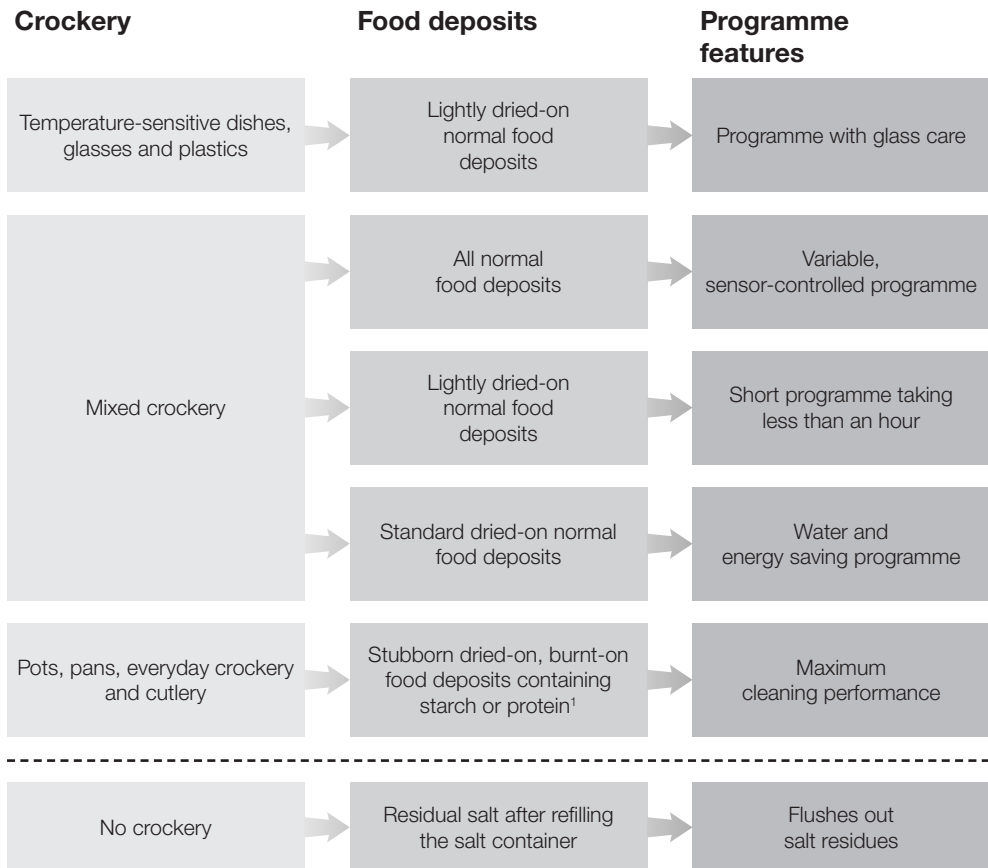 Crockery
Food deposits
Programme
features
Temperature-sensitive dishes,
glasses and plastics
Lightly dried-on
normal food
deposits
Programme with glass care
Mixed crockery
All normal
food deposits
Variable,
sensor-controlled programme
Lightly dried-on
normal food
deposits
Short programme taking
less than an hour
Standard dried-on normal
food deposits
Water and
energy saving programme
Pots, pans, everyday crockery
and cutlery
Stubborn dried-on, burnt-on
food deposits containing
starch or protein¹
Maximum
cleaning performance
No crockery
Residual salt after refilling
the salt container
Flushes out
salt residues